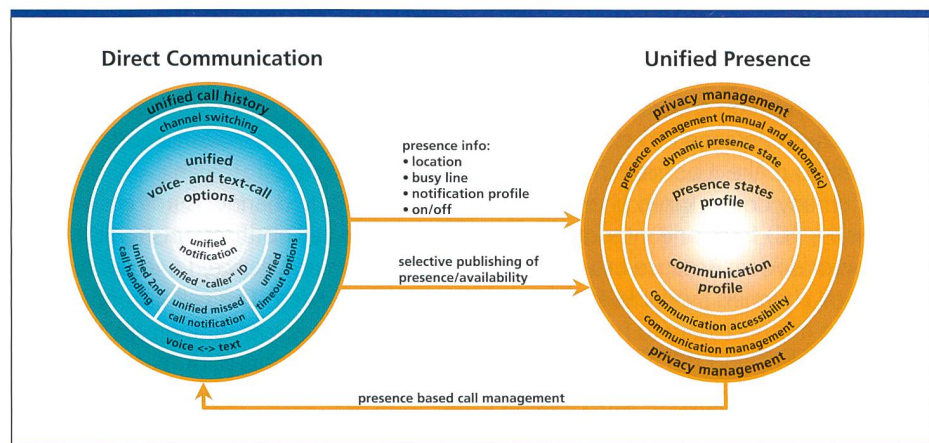 Direct Communication
unified call history
channel switching
unified
voice- and text-call
options
unified
notification
unfied "caller" ID
unified 2nd
call handling
unified missed
call notification
unified
timeout options
voice <-> text
presence info:
• location
• busy line
• notification profile
• on/off
selective publishing of
presence/availability
presence based call management
Unified Presence
privacy management
presence management (manual and automatic)
dynamic presence state
presence states
profile
communication
profile
communication accessibility
communication management
privacy management